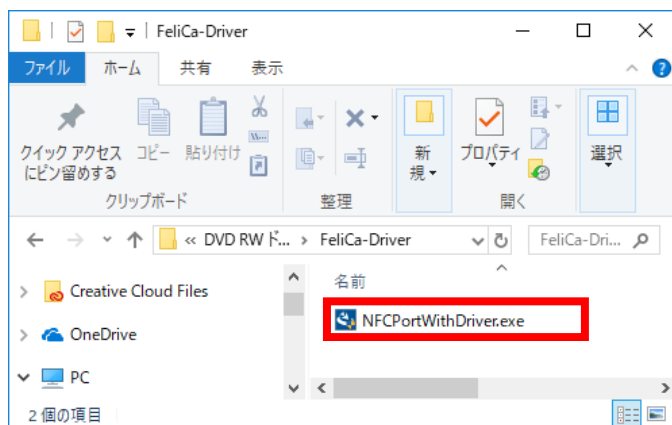 FeliCa-Driver
ファイル ホーム 共有 表示
クイック アクセス
にピン留めする
コピー
貼り付け
新
規
プロパティ
選択
クリップボード 整理 開く
« DVD RW ド... › FeliCa-Driver
FeliCa-Dri...
Creative Cloud Files
OneDrive
PC
名前
NFCPortWithDriver.exe
2 個の項目